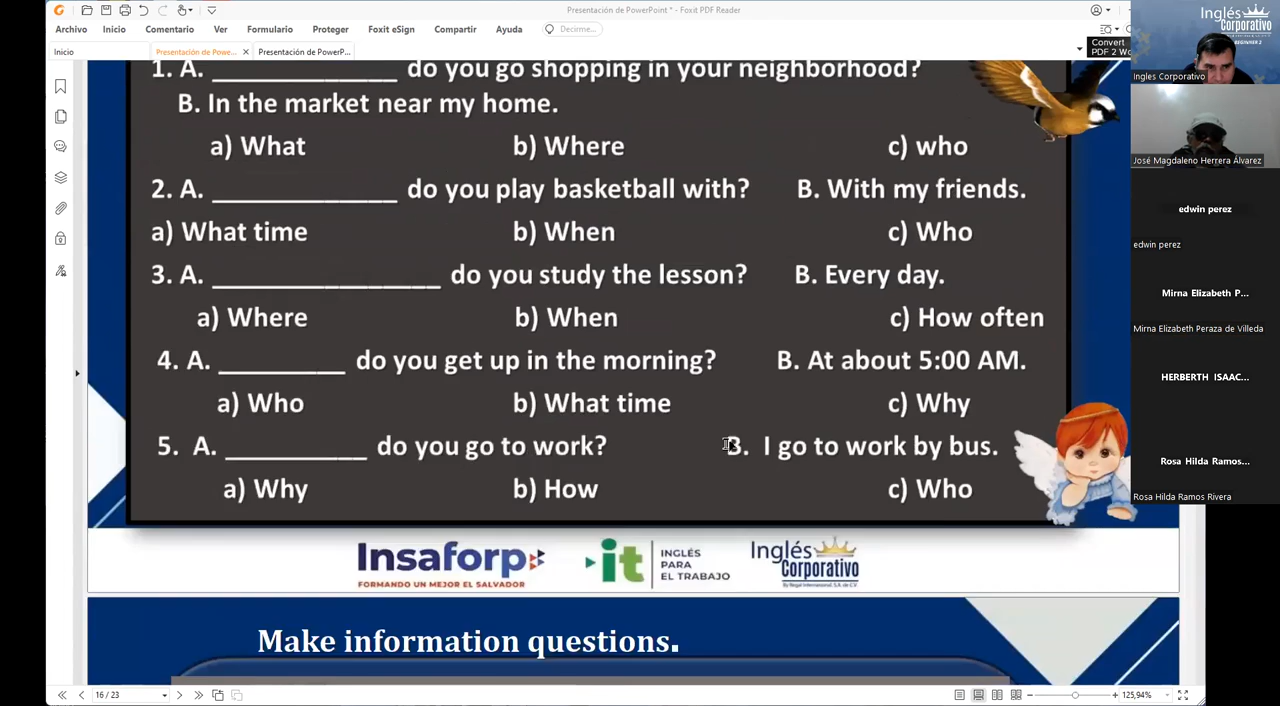 Presentación de PowerPoint * - Foxit PDF Reader
Archivo Inicio Comentario Ver Formulario Proteger Foxit eSign Compartir Ayuda Decirme...
Inicio Presentación de Powe... Presentación de PowerP...
Convert
PDF 2 Wo
1. A. _____________ do you go shopping in your neighborhood?
B. In the market near my home.
a) What b) Where c) who
2. A. _____________ do you play basketball with? B. With my friends.
a) What time b) When c) Who
3. A. ________________ do you study the lesson? B. Every day.
a) Where b) When c) How often
4. A. _________ do you get up in the morning? B. At about 5:00 AM.
a) Who b) What time c) Why
5. A. __________ do you go to work? B. I go to work by bus.
a) Why b) How c) Who
Insaforp
FORMANDO UN MEJOR EL SALVADOR
it INGLÉS
PARA
EL TRABAJO
Inglés
Corporativo
Make information questions.
16 / 23
125,94%
Inglés
Corporativo
BEGINNER 2
Ingles Corporativo
José Magdaleno Herrera Álvarez
edwin perez
edwin perez
Mirna Elizabeth P...
Mirna Elizabeth Peraza de Villeda
HERBERTH ISAAC...
Rosa Hilda Ramos...
Rosa Hilda Ramos Rivera